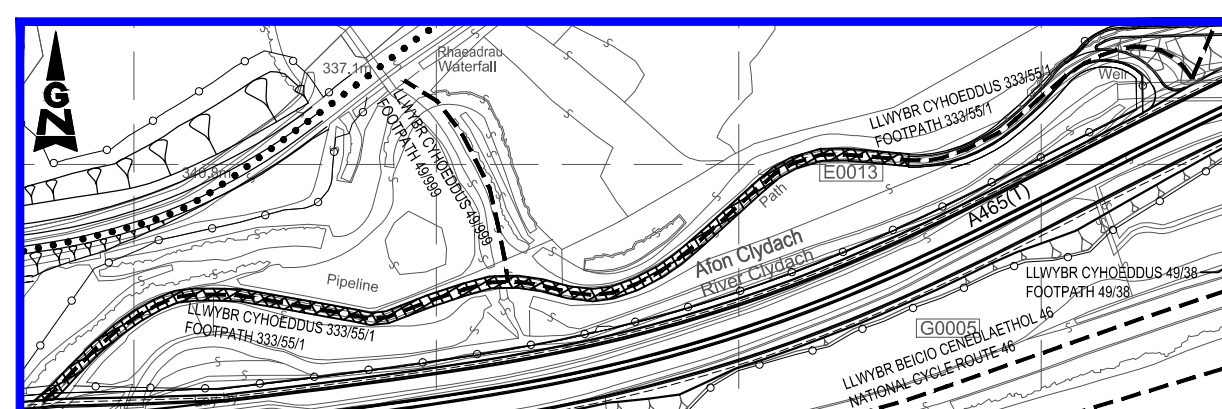 G
N
337.1m
Rhaeadrau
Waterfall
LLWYBR CYHOEDDUS 333/55/1
FOOTPATH 333/55/1
Weir
LLWYBR CYHOEDDUS 49/999
FOOTPATH 49/999
340.8m
E0013
Path
A465(T)
Afon Clydach
River Clydach
Pipeline
LLWYBR CYHOEDDUS 49/38
FOOTPATH 49/38
LLWYBR CYHOEDDUS 333/55/1
FOOTPATH 333/55/1
G0005
LLWYBR BEICIO CENEDLAETHOL 46
NATIONAL CYCLE ROUTE 46